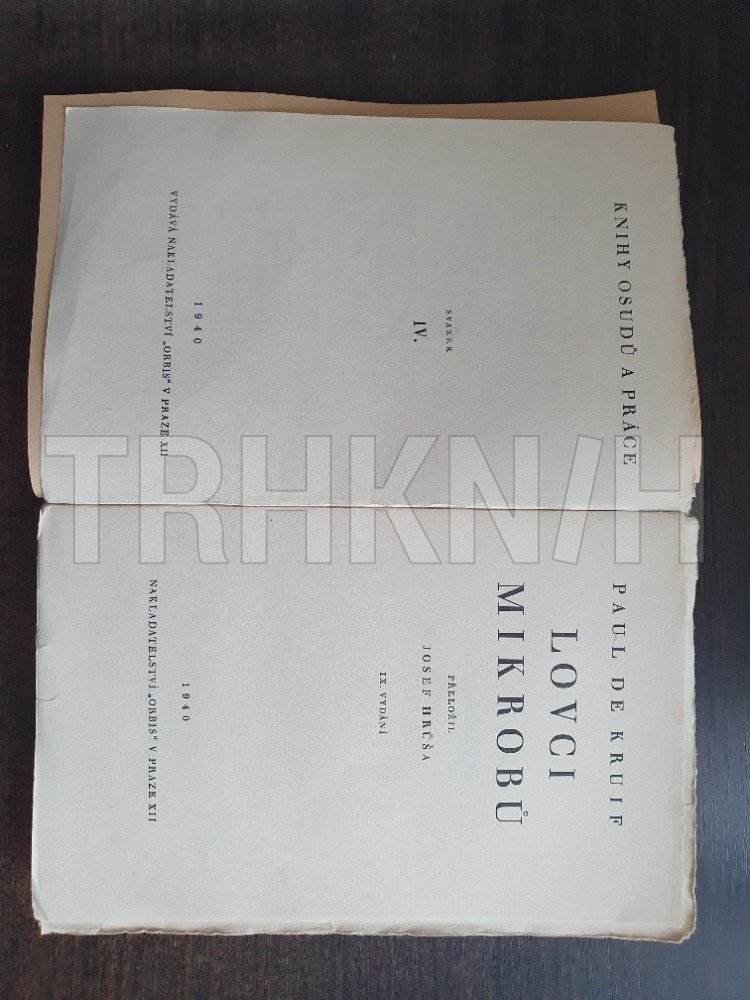 KNIHY OSUDŮ A PRÁCE
SVAZEK
IV.
1940
VYDÁVÁ NAKLADATELSTVÍ „ORBIS“ V PRAZE XII
PAUL DE KRUIF
LOVCI
MIKROBŮ
PŘELOŽIL
JOSEF HRŮŠA
IX. VYDÁNÍ
1940
NAKLADATELSTVÍ „ORBIS“ V PRAZE XII
TRHKN/H